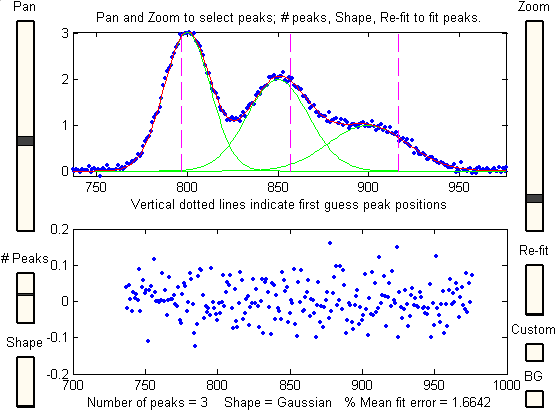 Pan
Pan and Zoom to select peaks; # peaks, Shape, Re-fit to fit peaks.
Zoom
3
2
1
0
750 800 850 900 950
Vertical dotted lines indicate first guess peak positions
# Peaks
Shape
0.2
0.1
0
-0.1
-0.2
700 750 800 850 900 950 1000
Number of peaks = 3 Shape = Gaussian % Mean fit error = 1.6642
Re-fit
Custom
BG